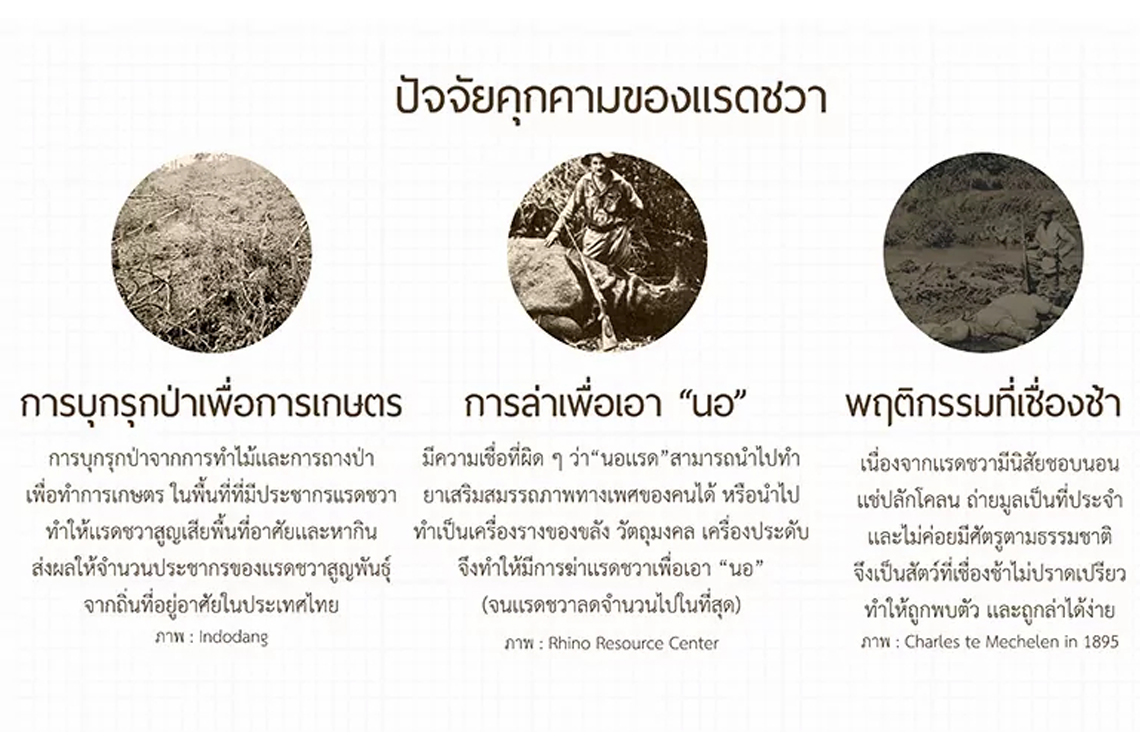 ปัจจัยคุกคามของแรดชวา
การบุกรุกป่าเพื่อการเกษตร
การบุกรุกป่าจากการทำไม้และการถางป่า
เพื่อทำการเกษตร ในพื้นที่ที่มีประชากรแรดชวา
ทำให้แรดชวาสูญเสียพื้นที่อาศัยและหากิน
ส่งผลให้จำนวนประชากรของแรดชวาสูญพันธุ์
จากถิ่นที่อยู่อาศัยในประเทศไทย
ภาพ : Indodang
การล่าเพื่อเอา “นอ”
มีความเชื่อที่ผิด ๆ ว่า“นอแรด”สามารถนำไปทำ
ยาเสริมสมรรถภาพทางเพศของคนได้ หรือนำไป
ทำเป็นเครื่องรางของขลัง วัตถุมงคล เครื่องประดับ
จึงทำให้มีการฆ่าแรดชวาเพื่อเอา “นอ”
(จนแรดชวาลดจำนวนไปในที่สุด)
ภาพ : Rhino Resource Center
พฤติกรรมที่เชื่องช้า
เนื่องจากแรดชวามีนิสัยชอบนอน
แช่ปลักโคลน ถ่ายมูลเป็นที่ประจำ
และไม่ค่อยมีศัตรูตามธรรมชาติ
จึงเป็นสัตว์ที่เชื่องช้าไม่ปราดเปรียว
ทำให้ถูกพบตัว และถูกล่าได้ง่าย
ภาพ : Charles te Mechelen in 1895